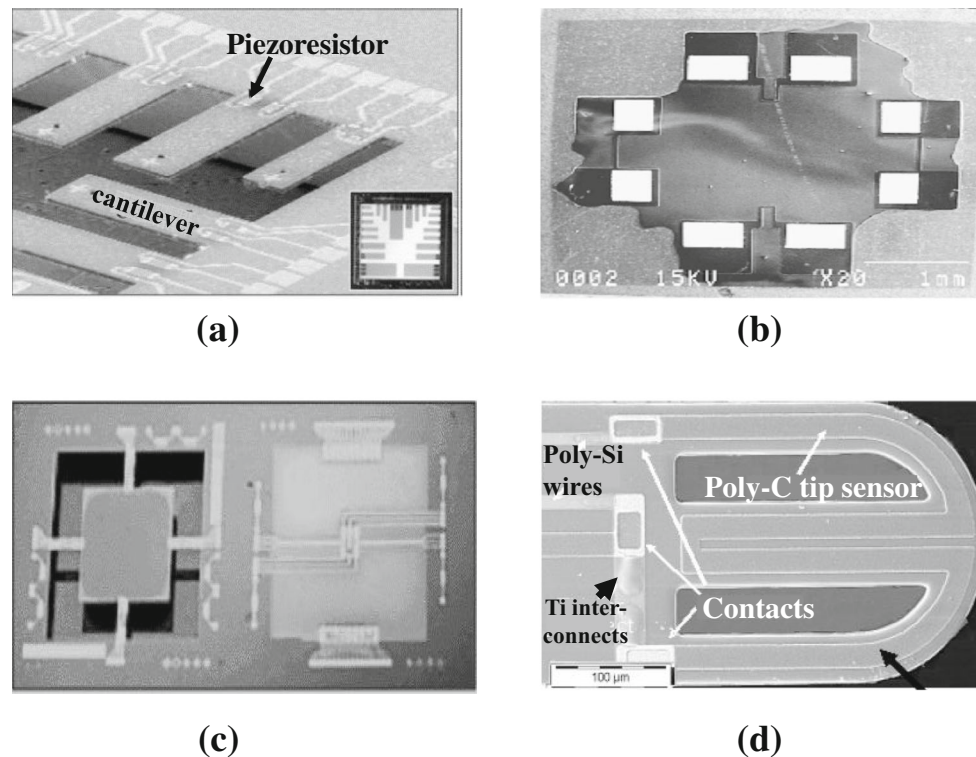 Piezoresistor
cantilever
(a)
0002 15KV X20 1mm
(b)
(c)
Poly-Si
wires
Poly-C tip sensor
Ti inter-
connects
Contacts
100 μm
(d)